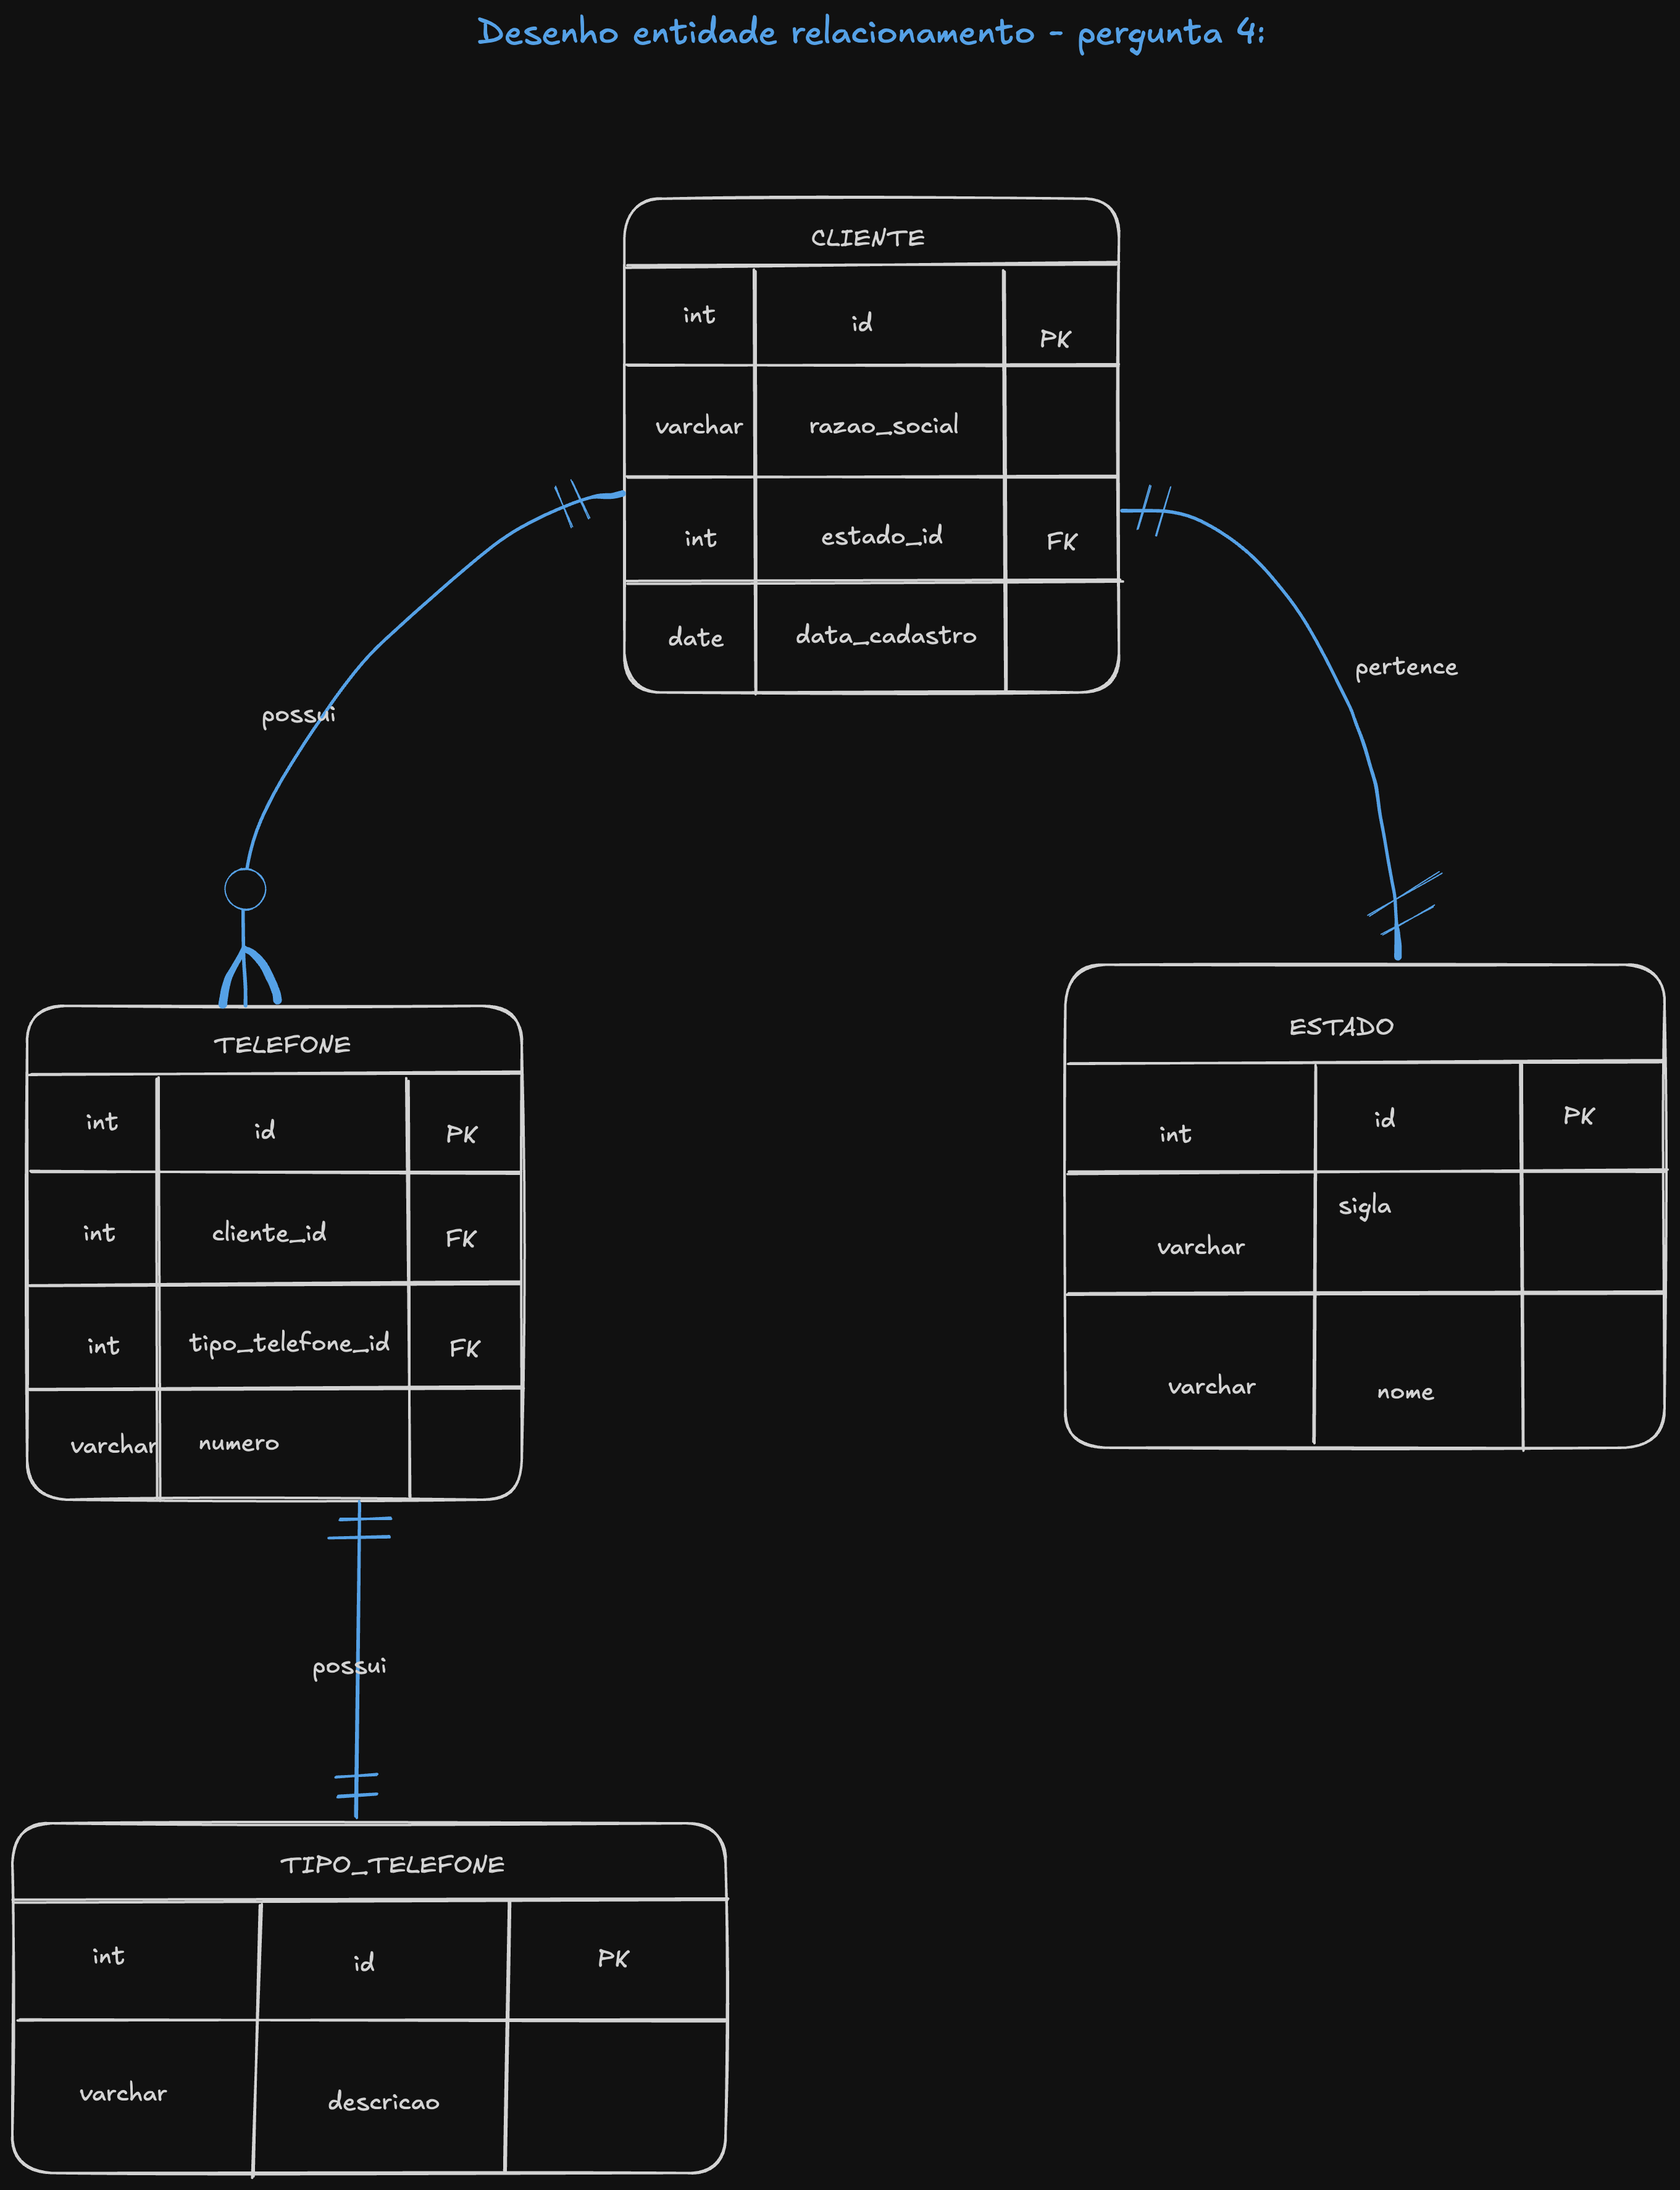 Desenho entidade relacionamento - pergunta 4:
CLIENTE
int id PK
varchar razao_social
int estado_id FK
date data_cadastro
possui
pertence
TELEFONE
int id PK
int cliente_id FK
int tipo_telefone_id FK
varchar numero
ESTADO
int id PK
varchar sigla
varchar nome
possui
TIPO_TELEFONE
int id PK
varchar descricao